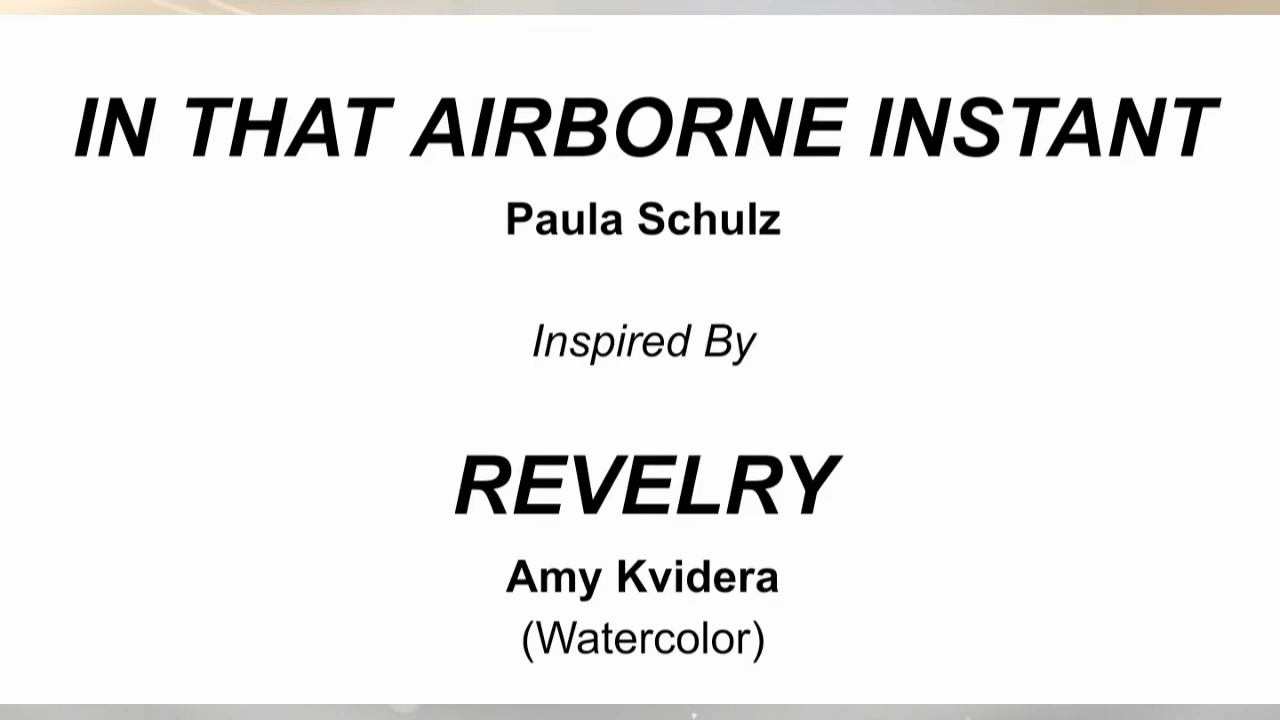 IN THAT AIRBORNE INSTANT
Paula Schulz
Inspired By
REVELRY
Amy Kvidera
(Watercolor)